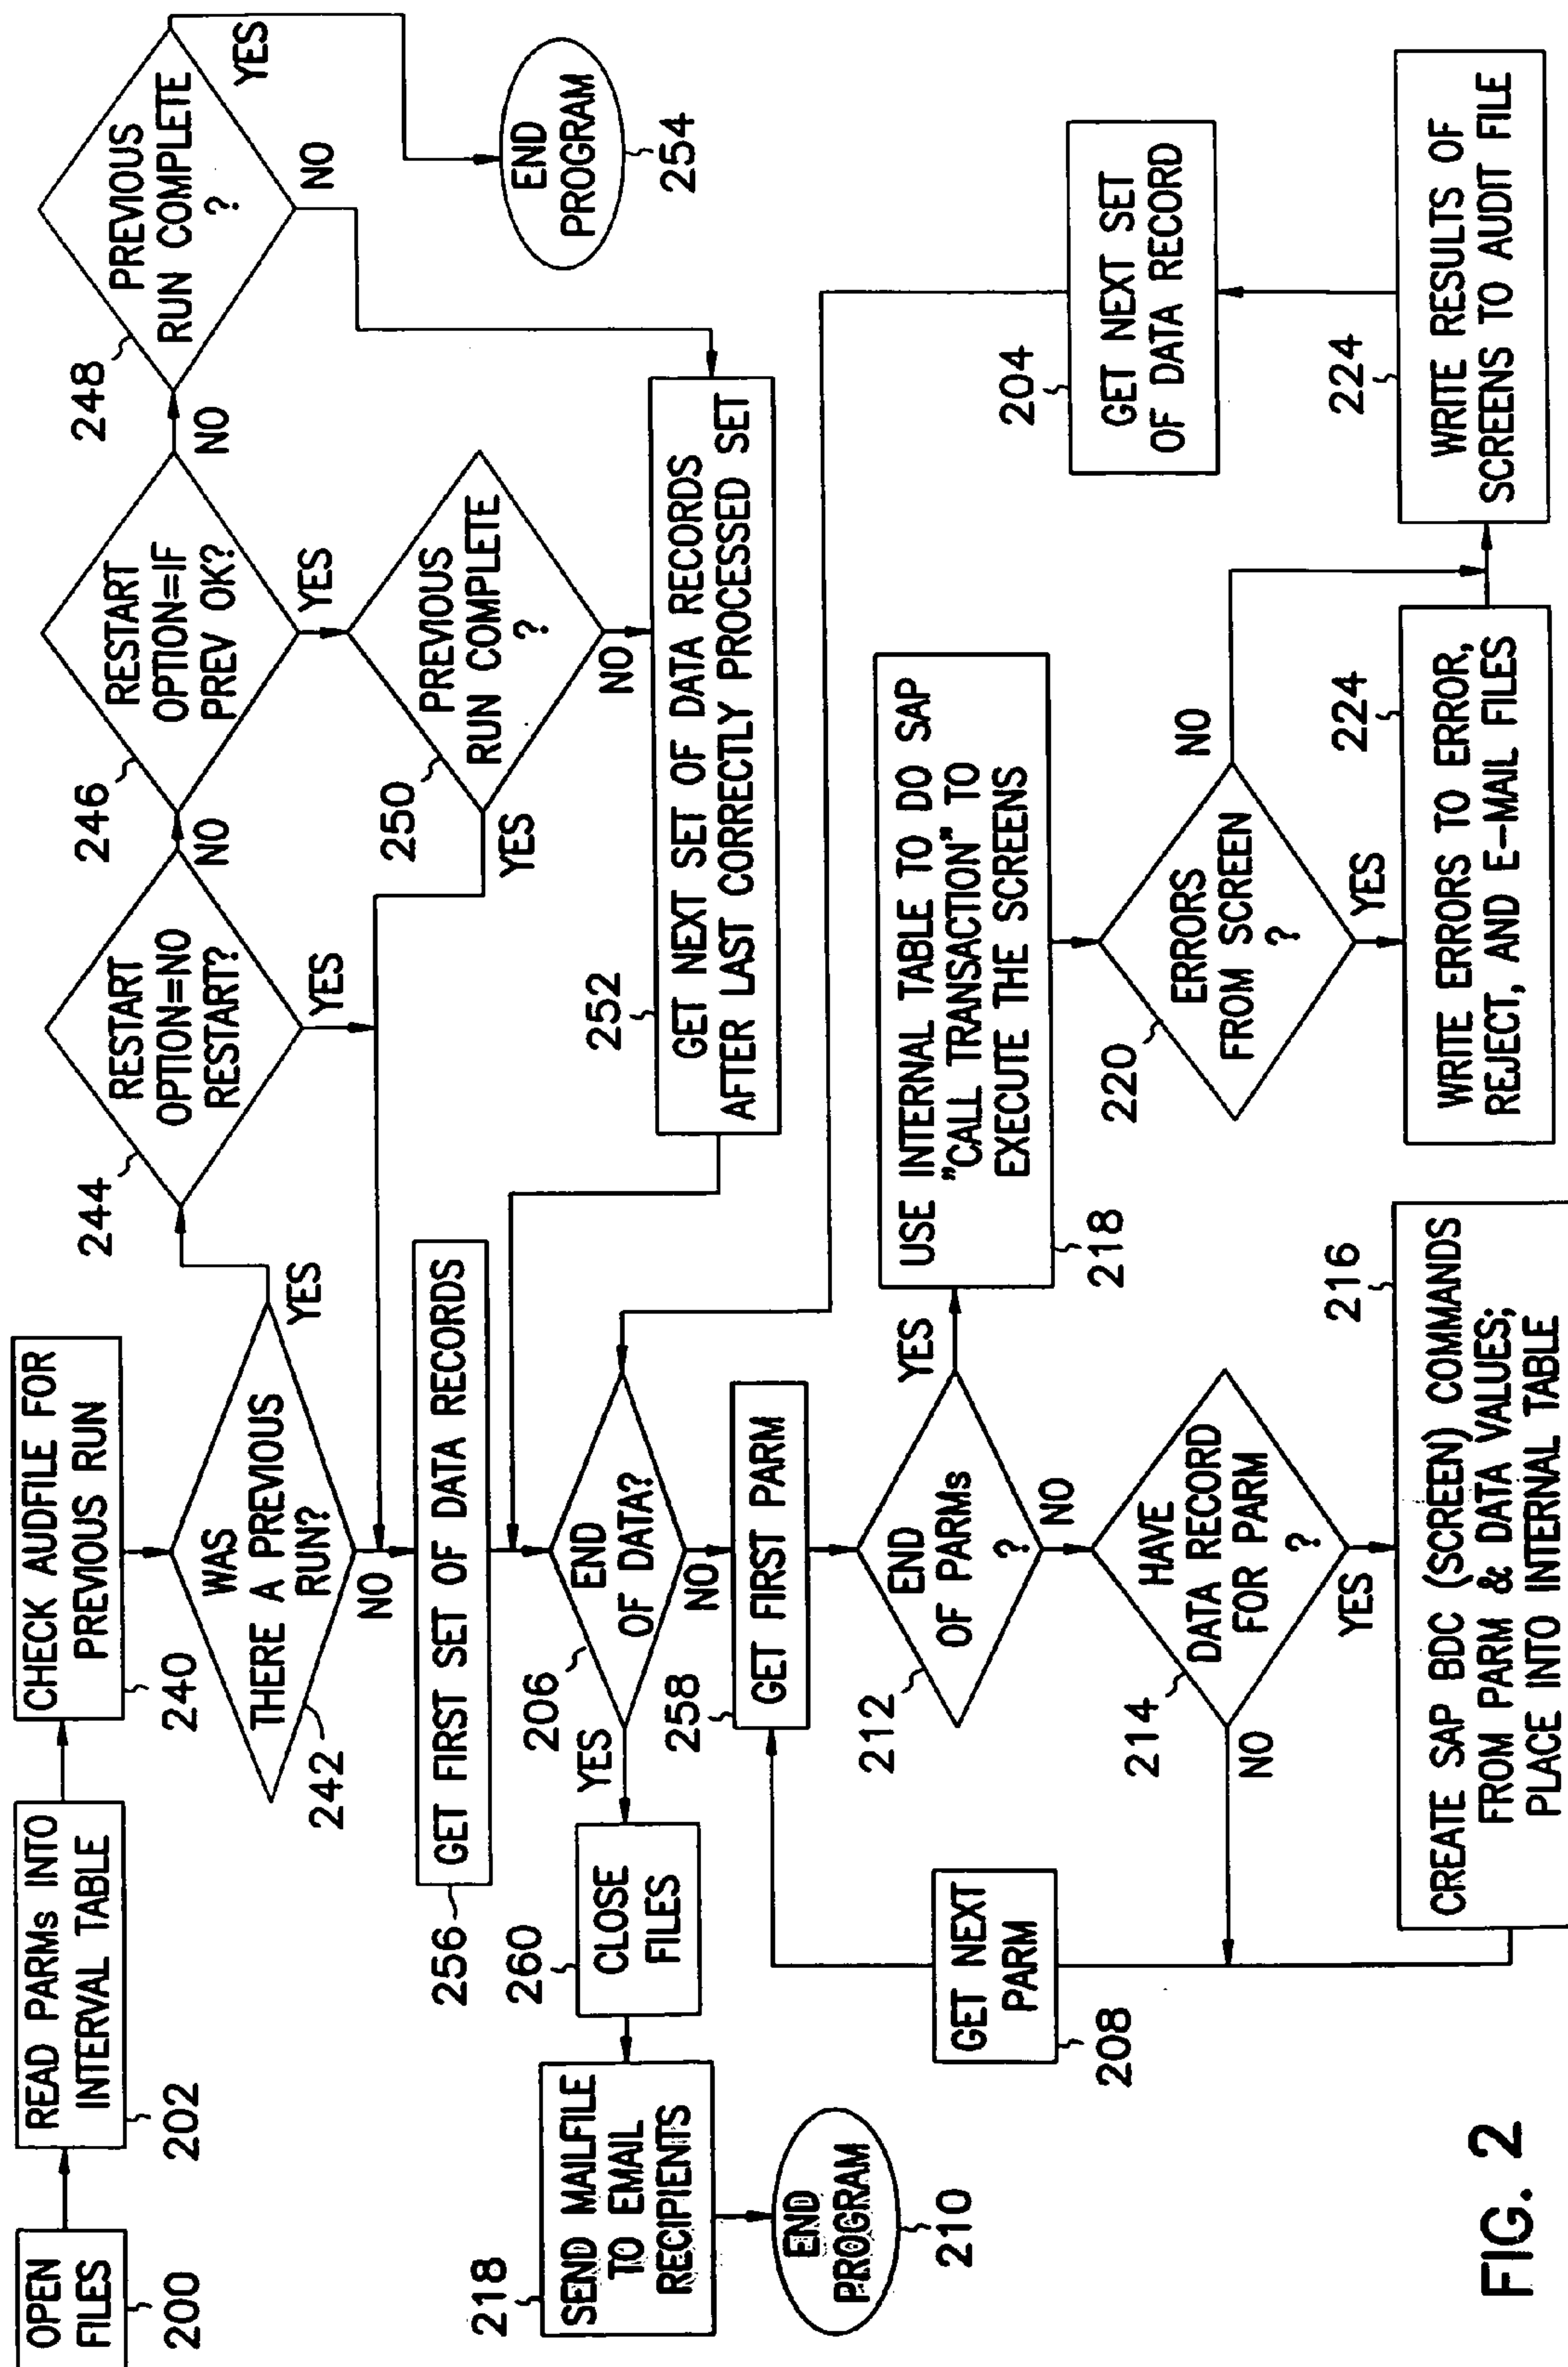 OPEN
FILES
200
READ PARMs INTO
INTERVAL TABLE
202
CHECK AUDFILE FOR
PREVIOUS RUN
240
WAS
THERE A PREVIOUS
RUN?
242
YES
NO
RESTART
OPTION=NO
RESTART?
244
NO
YES
RESTART
OPTION=IF
PREV OK?
246
NO
YES
PREVIOUS
RUN COMPLETE
?
248
YES
NO
END
PROGRAM
254
PREVIOUS
RUN COMPLETE
?
250
YES
NO
GET NEXT SET OF DATA RECORDS
AFTER LAST CORRECTLY PROCESSED SET
252
GET FIRST SET OF DATA RECORDS
256
END
OF DATA?
206
YES
NO
CLOSE
FILES
260
SEND MAILFILE
TO EMAIL
RECIPIENTS
218
END
PROGRAM
210
GET FIRST PARM
258
END
OF PARMs
?
212
YES
NO
USE INTERNAL TABLE TO DO SAP
"CALL TRANSACTION" TO
EXECUTE THE SCREENS
218
HAVE
DATA RECORD
FOR PARM
?
214
NO
YES
GET NEXT
PARM
208
CREATE SAP BDC (SCREEN) COMMANDS
FROM PARM & DATA VALUES;
PLACE INTO INTERNAL TABLE
216
ERRORS
FROM SCREEN
?
220
NO
YES
WRITE ERRORS TO ERROR,
REJECT, AND E-MAIL FILES
224
WRITE RESULTS OF
SCREENS TO AUDIT FILE
224
GET NEXT SET
OF DATA RECORD
204
FIG. 2